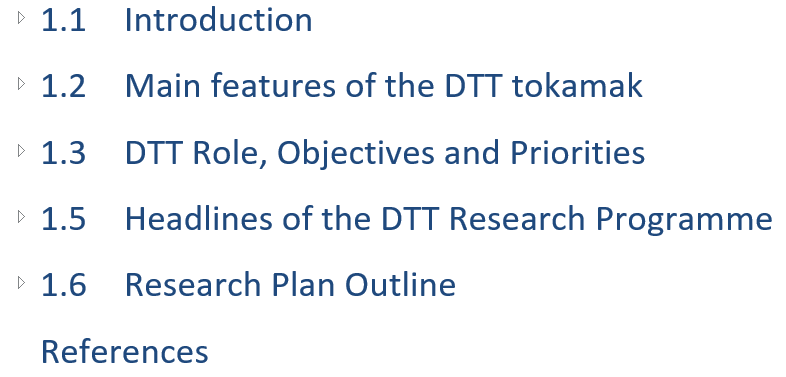 1.1 Introduction
1.2 Main features of the DTT tokamak
1.3 DTT Role, Objectives and Priorities
1.5 Headlines of the DTT Research Programme
1.6 Research Plan Outline
References